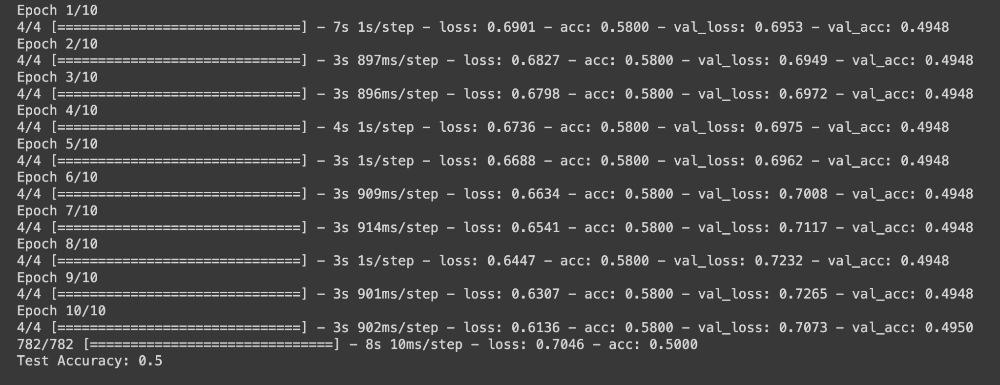 Epoch 1/10
4/4 [==============================] - 7s 1s/step - loss: 0.6901 - acc: 0.5800 - val_loss: 0.6953 - val_acc: 0.4948
Epoch 2/10
4/4 [==============================] - 3s 897ms/step - loss: 0.6827 - acc: 0.5800 - val_loss: 0.6949 - val_acc: 0.4948
Epoch 3/10
4/4 [==============================] - 3s 896ms/step - loss: 0.6798 - acc: 0.5800 - val_loss: 0.6972 - val_acc: 0.4948
Epoch 4/10
4/4 [==============================] - 4s 1s/step - loss: 0.6736 - acc: 0.5800 - val_loss: 0.6975 - val_acc: 0.4948
Epoch 5/10
4/4 [==============================] - 3s 1s/step - loss: 0.6688 - acc: 0.5800 - val_loss: 0.6962 - val_acc: 0.4948
Epoch 6/10
4/4 [==============================] - 3s 909ms/step - loss: 0.6634 - acc: 0.5800 - val_loss: 0.7008 - val_acc: 0.4948
Epoch 7/10
4/4 [==============================] - 3s 914ms/step - loss: 0.6541 - acc: 0.5800 - val_loss: 0.7117 - val_acc: 0.4948
Epoch 8/10
4/4 [==============================] - 3s 1s/step - loss: 0.6447 - acc: 0.5800 - val_loss: 0.7232 - val_acc: 0.4948
Epoch 9/10
4/4 [==============================] - 3s 901ms/step - loss: 0.6307 - acc: 0.5800 - val_loss: 0.7265 - val_acc: 0.4948
Epoch 10/10
4/4 [==============================] - 3s 902ms/step - loss: 0.6136 - acc: 0.5800 - val_loss: 0.7073 - val_acc: 0.4950
782/782 [==============================] - 8s 10ms/step - loss: 0.7046 - acc: 0.5000
Test Accuracy: 0.5